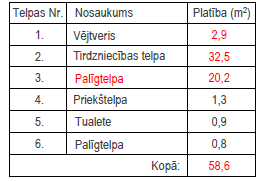 Telpas Nr. Nosaukums Platība (m²)
1. Vējtveris 2,9
2. Tirdzniecības telpa 32,5
3. Palīgtelpa 20,2
4. Priekštelpa 1,3
5. Tualete 0,9
6. Palīgtelpa 0,8
Kopā: 58,6